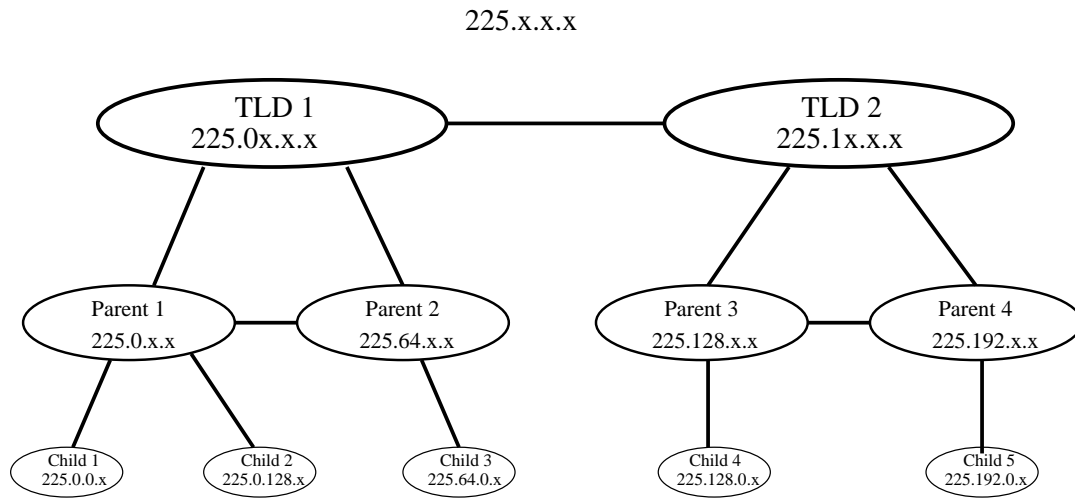 225.x.x.x
TLD 1
225.0x.x.x
TLD 2
225.1x.x.x
Parent 1
225.0.x.x
Parent 2
225.64.x.x
Parent 3
225.128.x.x
Parent 4
225.192.x.x
Child 1
225.0.0.x
Child 2
225.0.128.x
Child 3
225.64.0.x
Child 4
225.128.0.x
Child 5
225.192.0.x